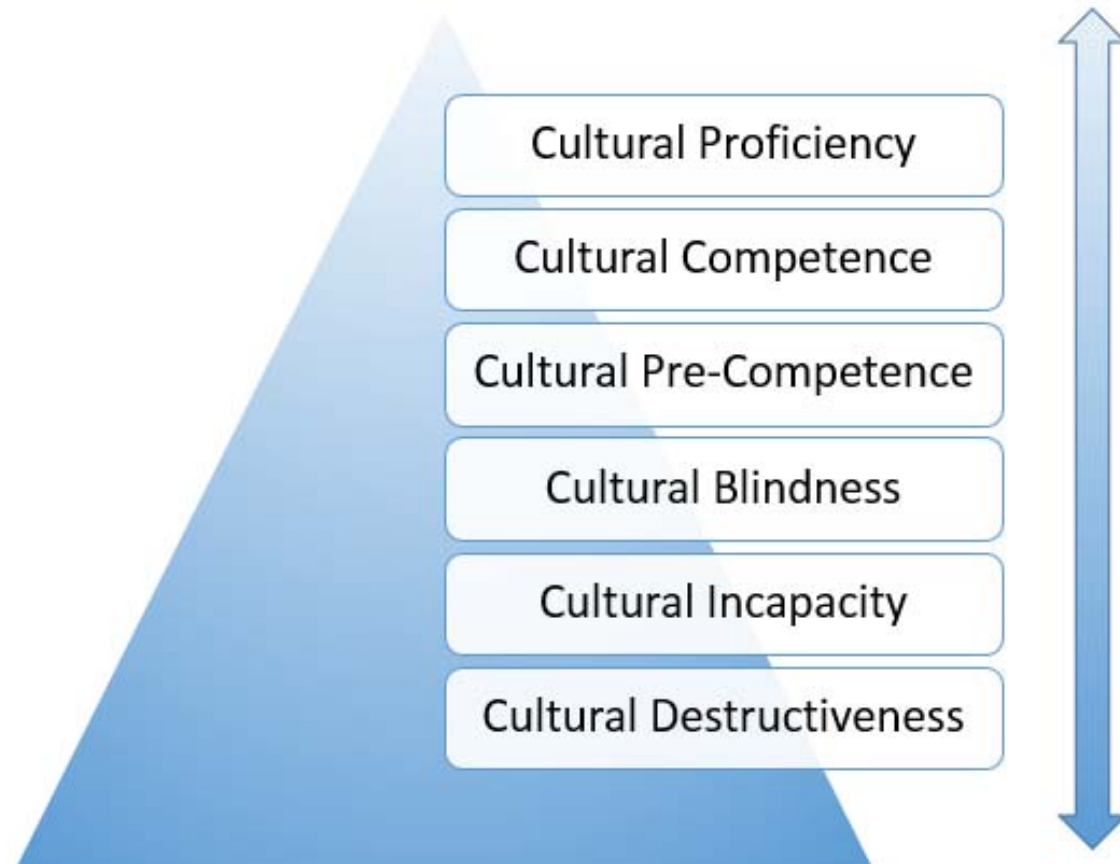 Cultural Proficiency
Cultural Competence
Cultural Pre-Competence
Cultural Blindness
Cultural Incapacity
Cultural Destructiveness